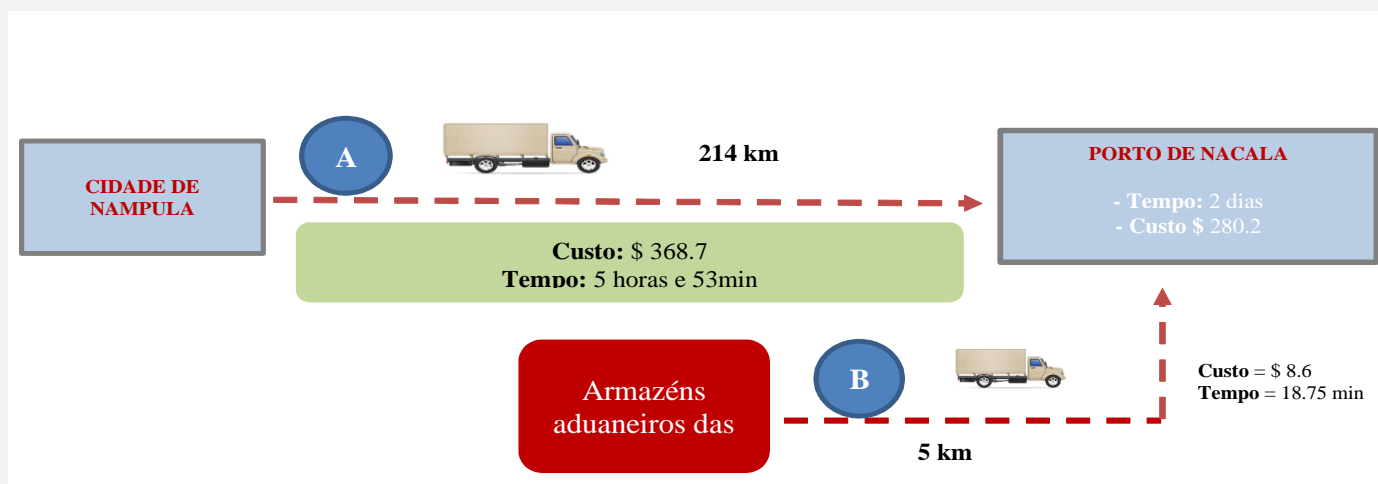 CIDADE DE
NAMPULA
A
214 km
PORTO DE NACALA
- Tempo: 2 dias
- Custo $ 280.2
Custo: $ 368.7
Tempo: 5 horas e 53min
Armazéns
aduaneiros das
B
5 km
Custo = $ 8.6
Tempo = 18.75 min